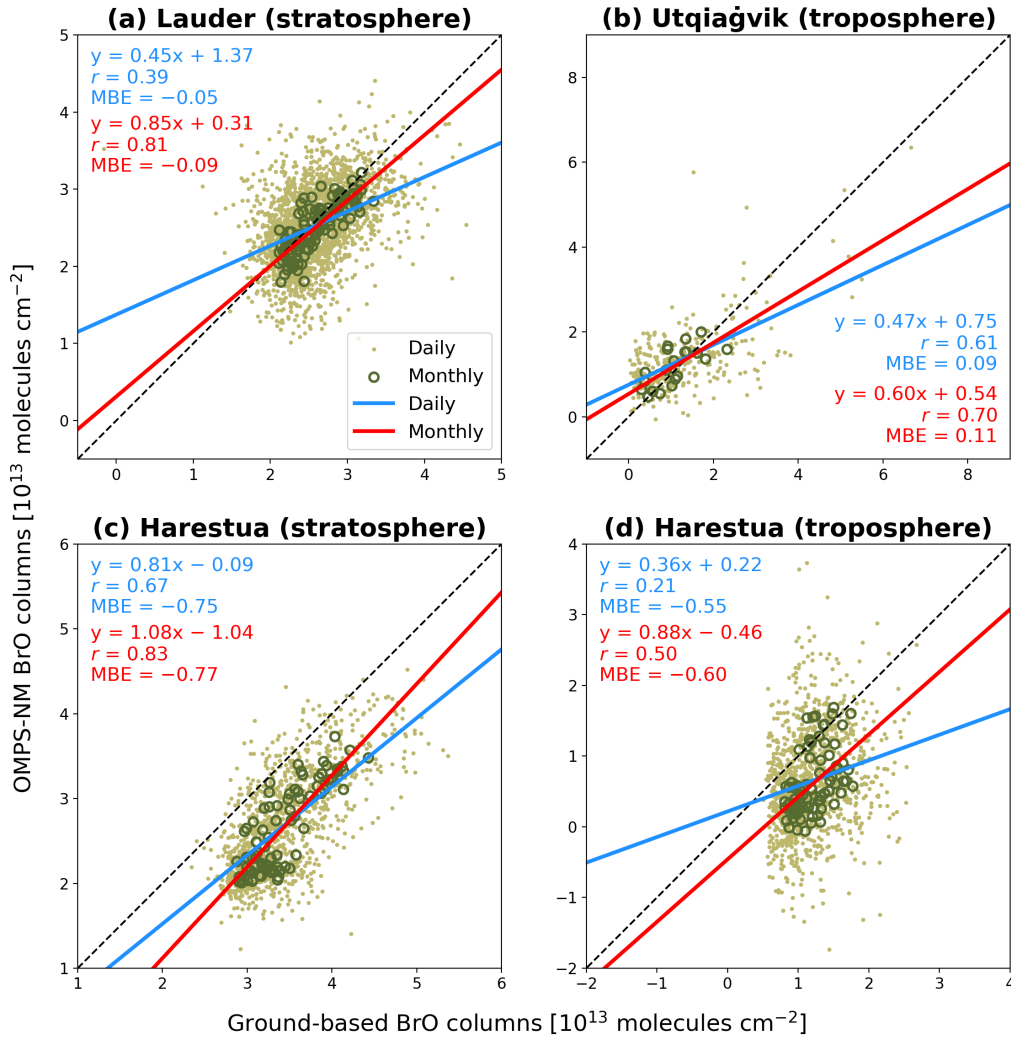 (a) Lauder (stratosphere)
5
4
3
2
1
0
0
1
2
3
4
5
y = 0.45x + 1.37
r = 0.39
MBE = −0.05
y = 0.85x + 0.31
r = 0.81
MBE = −0.09
Daily
Monthly
Daily
Monthly
(b) Utqiaġvik (troposphere)
8
6
4
2
0
0
2
4
6
8
y = 0.47x + 0.75
r = 0.61
MBE = 0.09
y = 0.60x + 0.54
r = 0.70
MBE = 0.11
OMPS-NM BrO columns [10¹³ molecules cm⁻²]
(c) Harestua (stratosphere)
6
5
4
3
2
1
1
2
3
4
5
6
y = 0.81x − 0.09
r = 0.67
MBE = −0.75
y = 1.08x − 1.04
r = 0.83
MBE = −0.77
(d) Harestua (troposphere)
4
3
2
1
0
−1
−2
−2
−1
0
1
2
3
4
y = 0.36x + 0.22
r = 0.21
MBE = −0.55
y = 0.88x − 0.46
r = 0.50
MBE = −0.60
Ground-based BrO columns [10¹³ molecules cm⁻²]